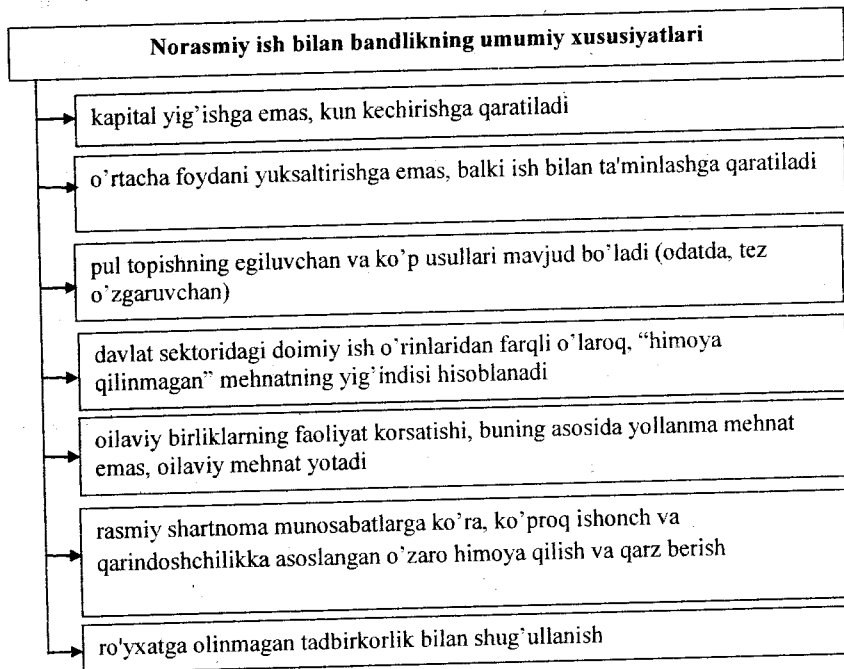 Norasmiy ish bilan bandlikning umumiy xususiyatlari
kapital yig’ishga emas, kun kechirishga qaratiladi
o’rtacha foydani yuksaltirishga emas, balki ish bilan ta'minlashga qaratiladi
pul topishning egiluvchan va ko’p usullari mavjud bo’ladi (odatda, tez
o’zgaruvchan)
davlat sektoridagi doimiy ish o’rinlaridan farqli o’laroq, “himoya
qilinmagan” mehnatning yig’indisi hisoblanadi
oilaviy birliklarning faoliyat korsatishi, buning asosida yollanma mehnat
emas, oilaviy mehnat yotadi
rasmiy shartnoma munosabatlarga ko’ra, ko’proq ishonch va
qarindoshchilikka asoslangan o’zaro himoya qilish va qarz berish
ro'yxatga olinmagan tadbirkorlik bilan shug’ullanish